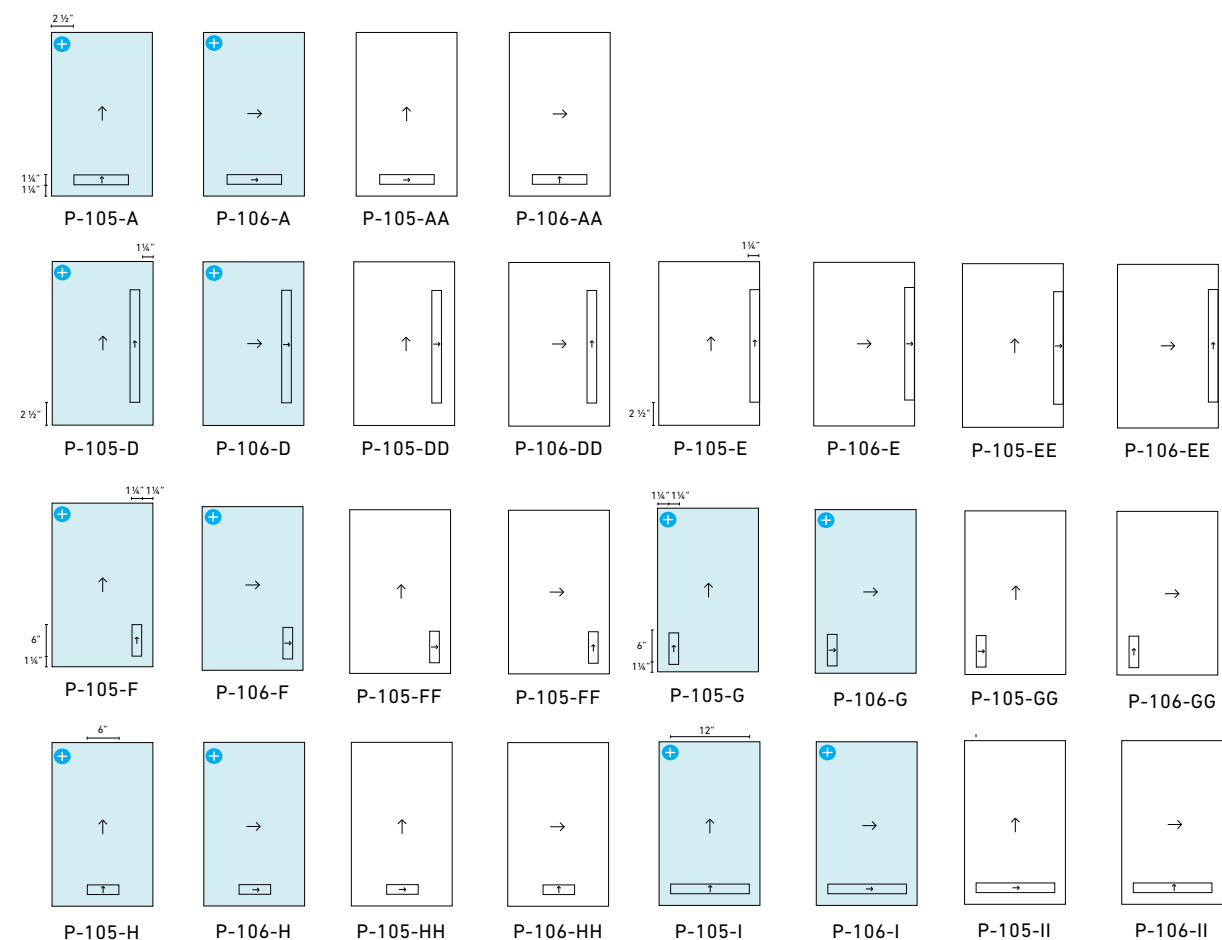 2 ½"
1¼"
1¼"
P-105-A P-106-A P-105-AA P-106-AA
1¼" 1¼"
2 ½" 2 ½"
P-105-D P-106-D P-105-DD P-106-DD P-105-E P-106-E P-105-EE P-106-EE
1¼" 1¼" 1¼" 1¼"
6" 6"
1¼" 1¼"
P-105-F P-106-F P-105-FF P-105-FF P-105-G P-106-G P-105-GG P-106-GG
6" 12"
P-105-H P-106-H P-105-HH P-106-HH P-105-I P-106-I P-105-II P-106-II